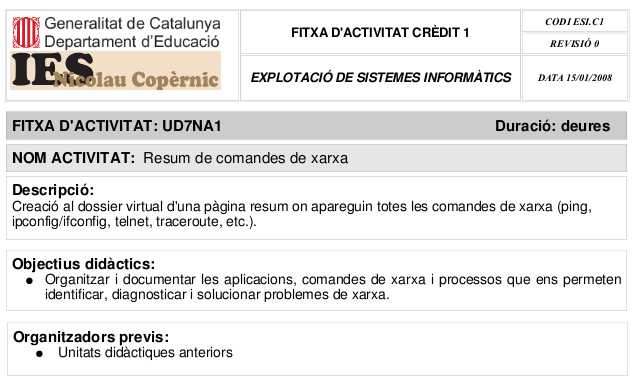 Generalitat de Catalunya
Departament d'Educació
IES
Nicolau Copèrnic
FITXA D'ACTIVITAT CRÈDIT 1
EXPLOTACIÓ DE SISTEMES INFORMÀTICS
CODI ESI.C1
REVISIÓ 0
DATA 15/01/2008
FITXA D'ACTIVITAT: UD7NA1 Duració: deures
NOM ACTIVITAT: Resum de comandes de xarxa
Descripció:
Creació al dossier virtual d'una pàgina resum on apareguin totes les comandes de xarxa (ping,
ipconfig/ifconfig, telnet, traceroute, etc.).
Objectius didàctics:
● Organitzar i documentar les aplicacions, comandes de xarxa i processos que ens permeten
identificar, diagnosticar i solucionar problemes de xarxa.
Organitzadors previs:
● Unitats didàctiques anteriors